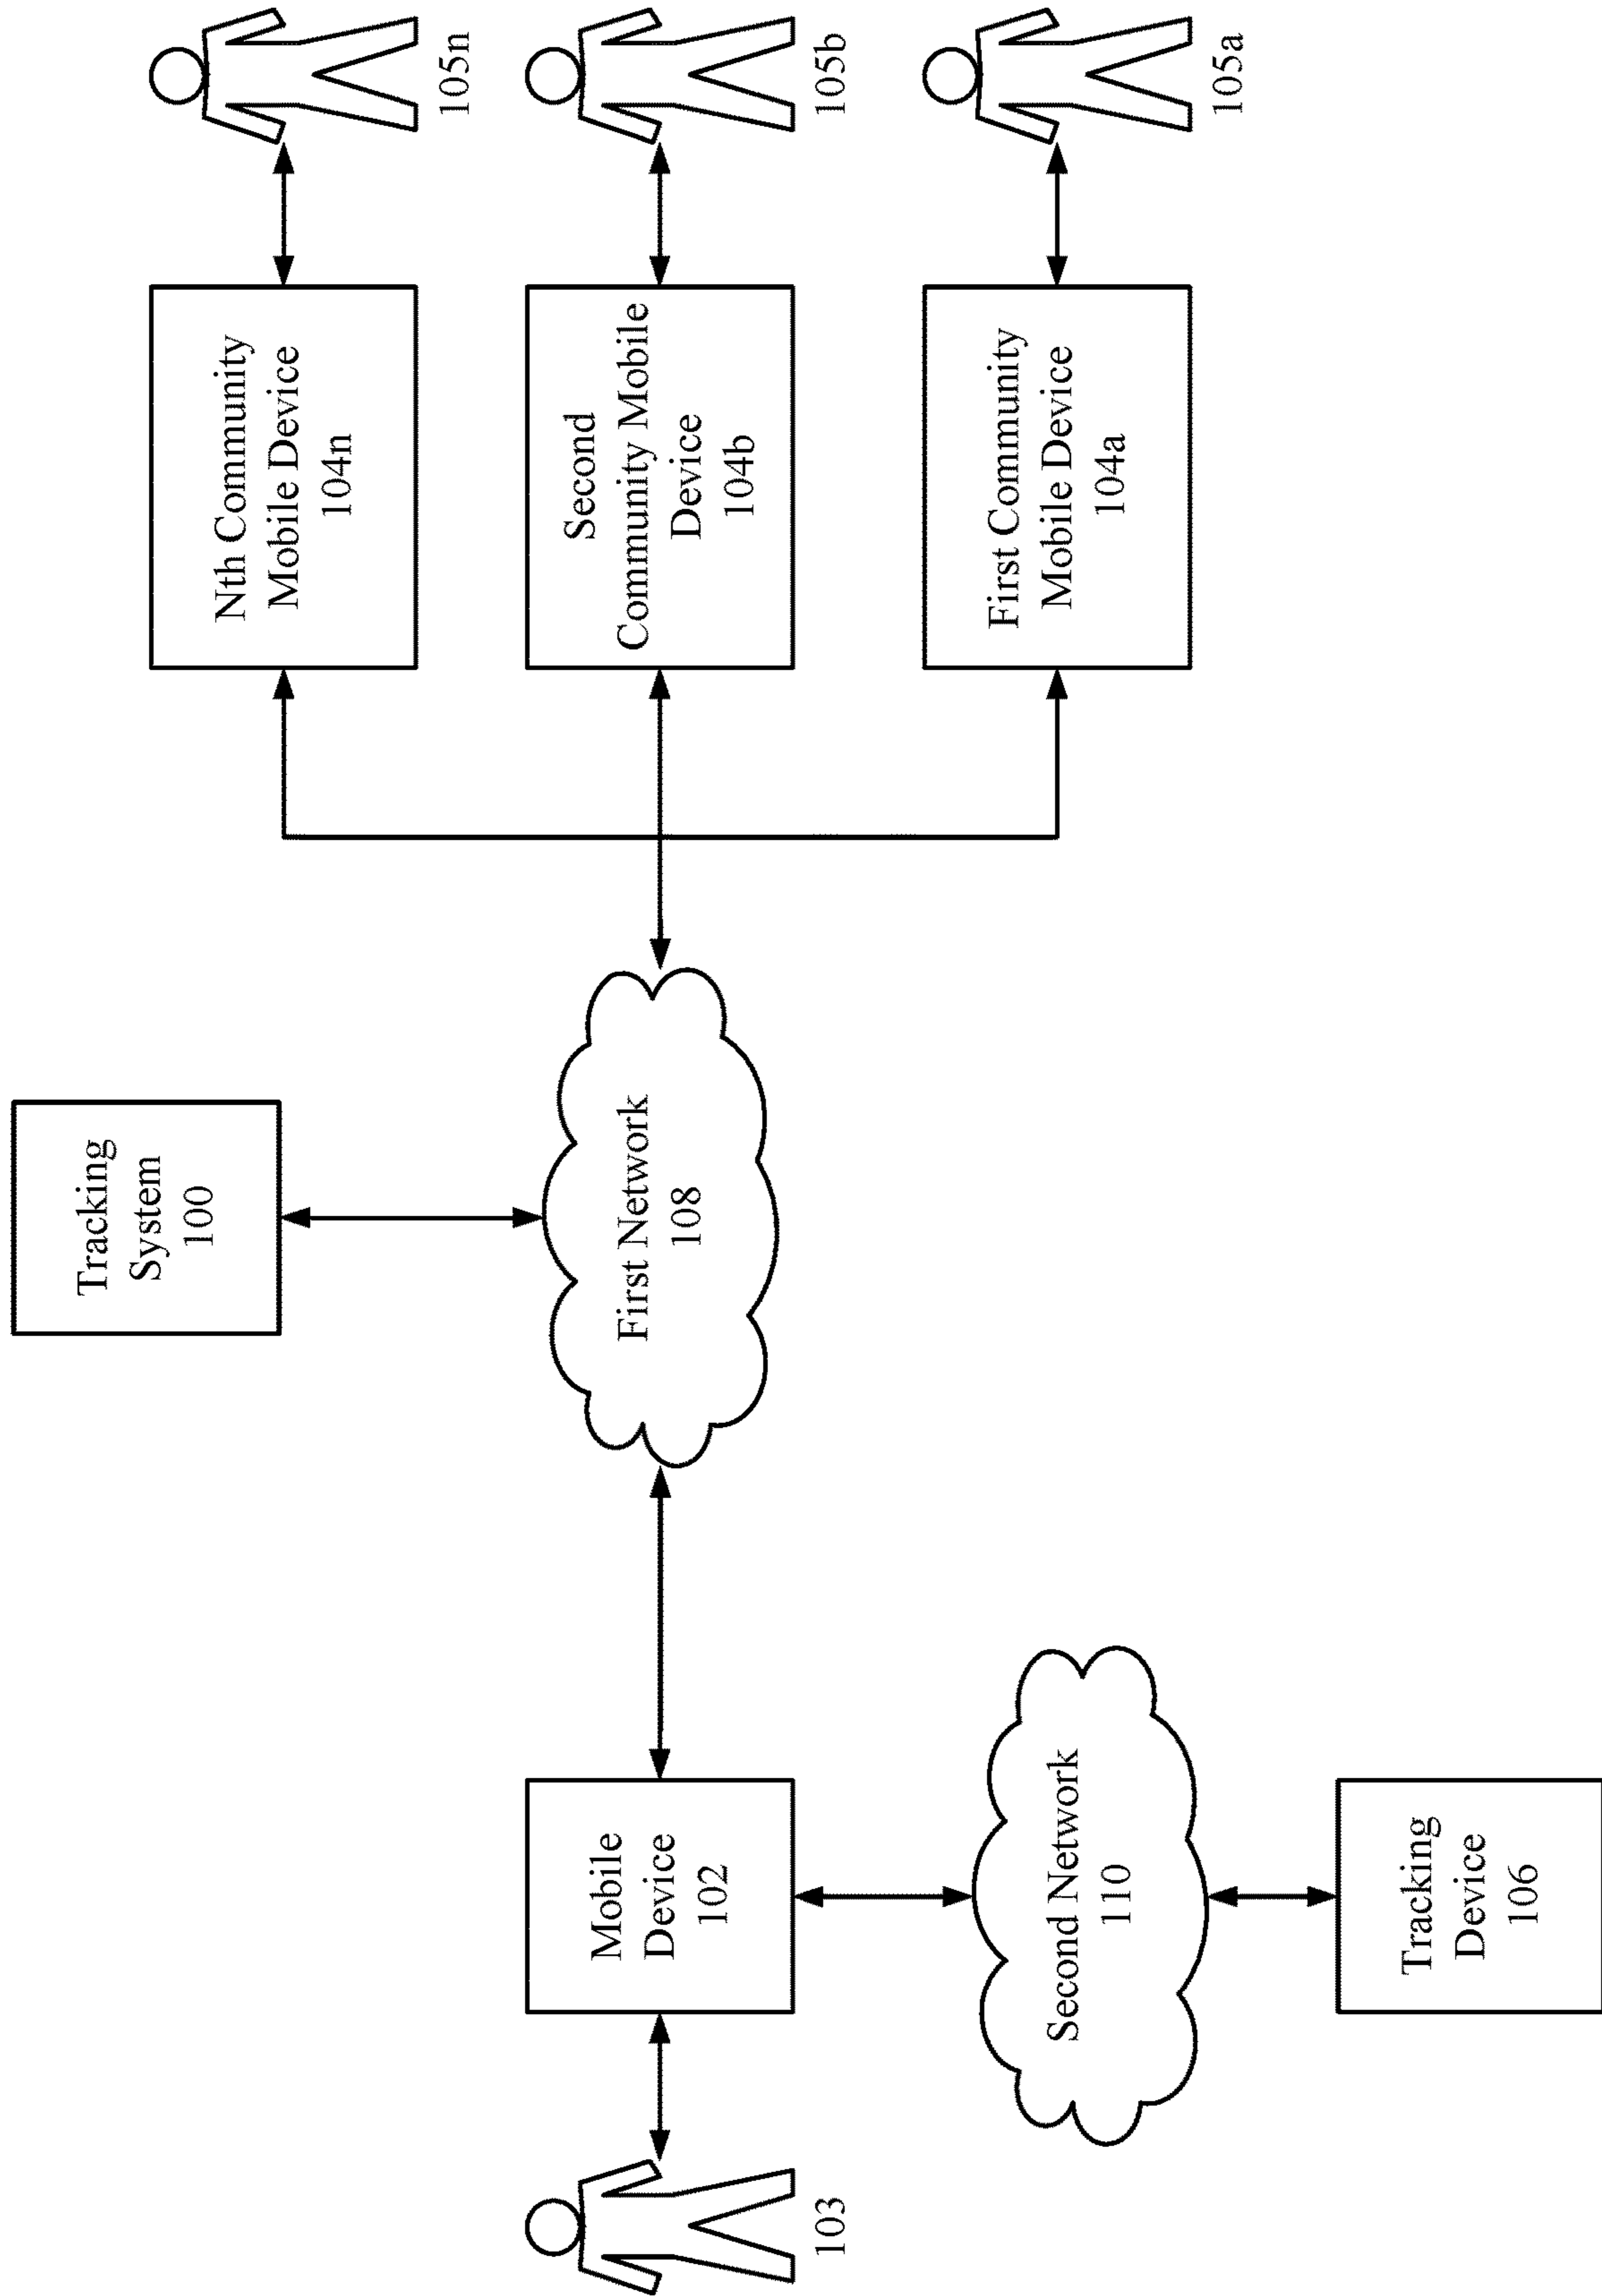 Tracking
System
100
Nth Community
Mobile Device
104n
105n
103
Mobile
Device
102
First Network
108
Second
Community Mobile
Device
104b
105b
Second Network
110
First Community
Mobile Device
104a
105a
Tracking
Device
106